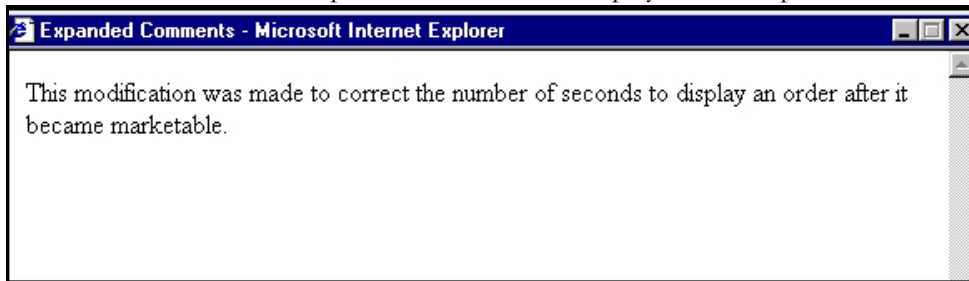 Expanded Comments - Microsoft Internet Explorer
This modification was made to correct the number of seconds to display an order after it
became marketable.